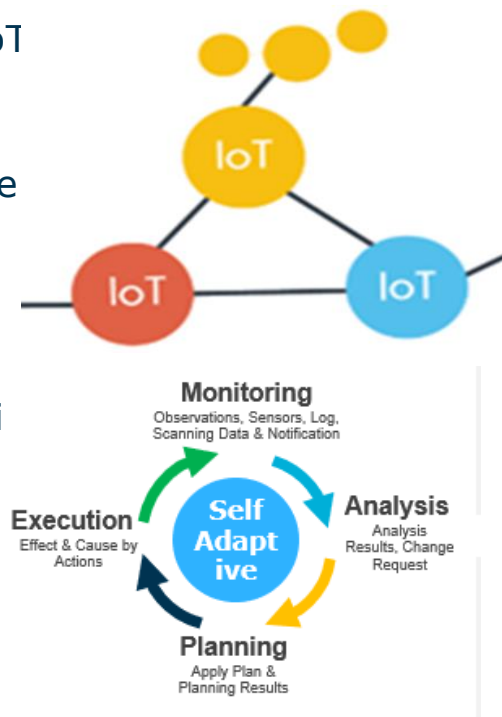 oT
IoT
e
IoT
IoT
i
Monitoring
Observations, Sensors, Log,
Scanning Data & Notification
Execution
Effect & Cause by
Actions
Self
Adapt
ive
Analysis
Analysis
Results, Change
Request
Planning
Apply Plan &
Planning Results